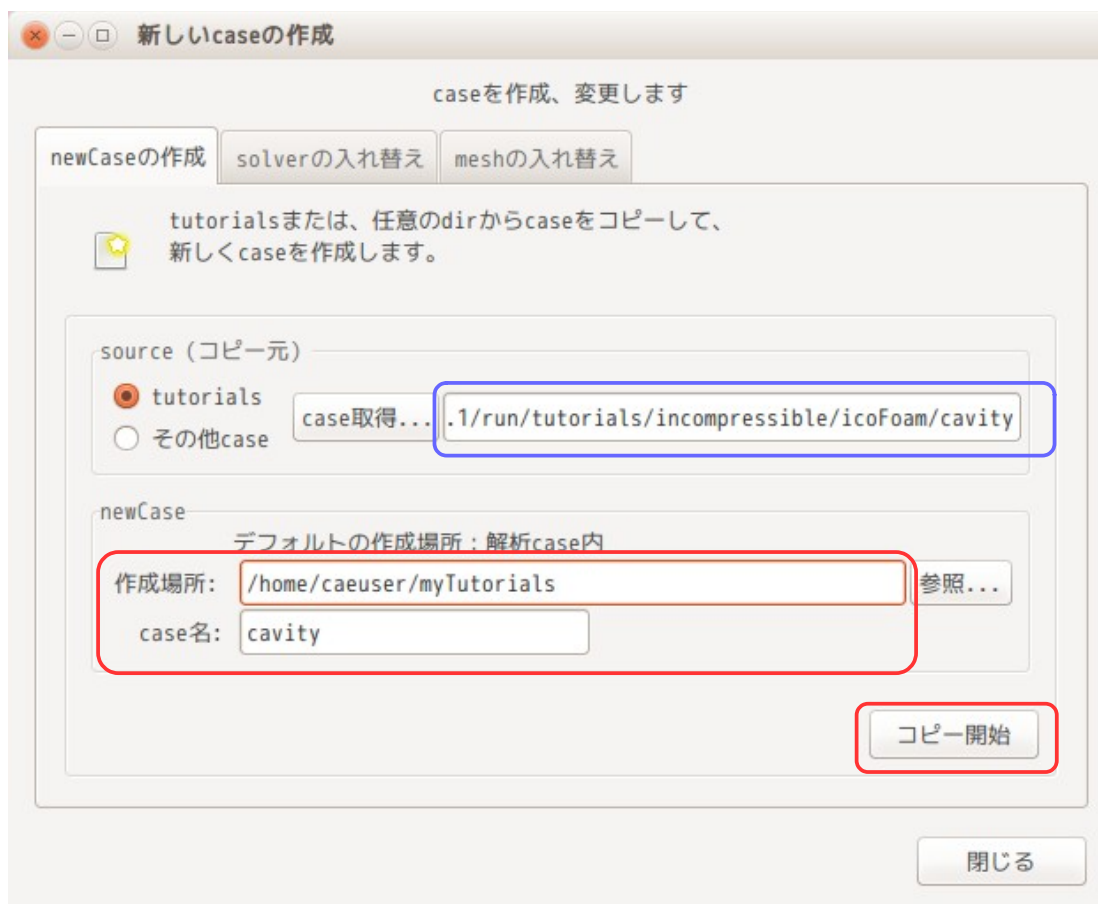 新しいcaseの作成
caseを作成、変更します
newCaseの作成 solverの入れ替え meshの入れ替え
tutorialsまたは、任意のdirからcaseをコピーして、
新しくcaseを作成します。
source (コピー元)
tutorials
case取得... .1/run/tutorials/incompressible/icoFoam/cavity
その他case
newCase
デフォルトの作成場所：解析case内
作成場所: /home/caeuser/myTutorials 参照...
case名: cavity
コピー開始
閉じる